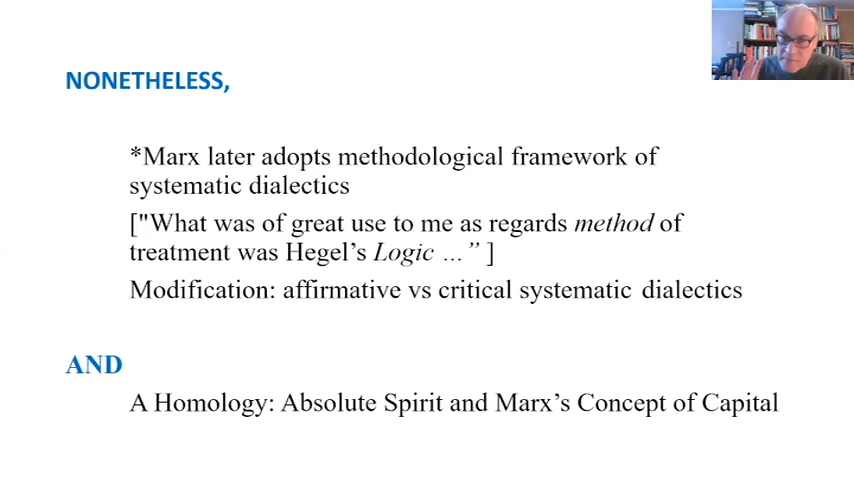 NONETHELESS,
*Marx later adopts methodological framework of
systematic dialectics
["What was of great use to me as regards method of
treatment was Hegel’s Logic …” ]
Modification: affirmative vs critical systematic dialectics
AND
A Homology: Absolute Spirit and Marx’s Concept of Capital